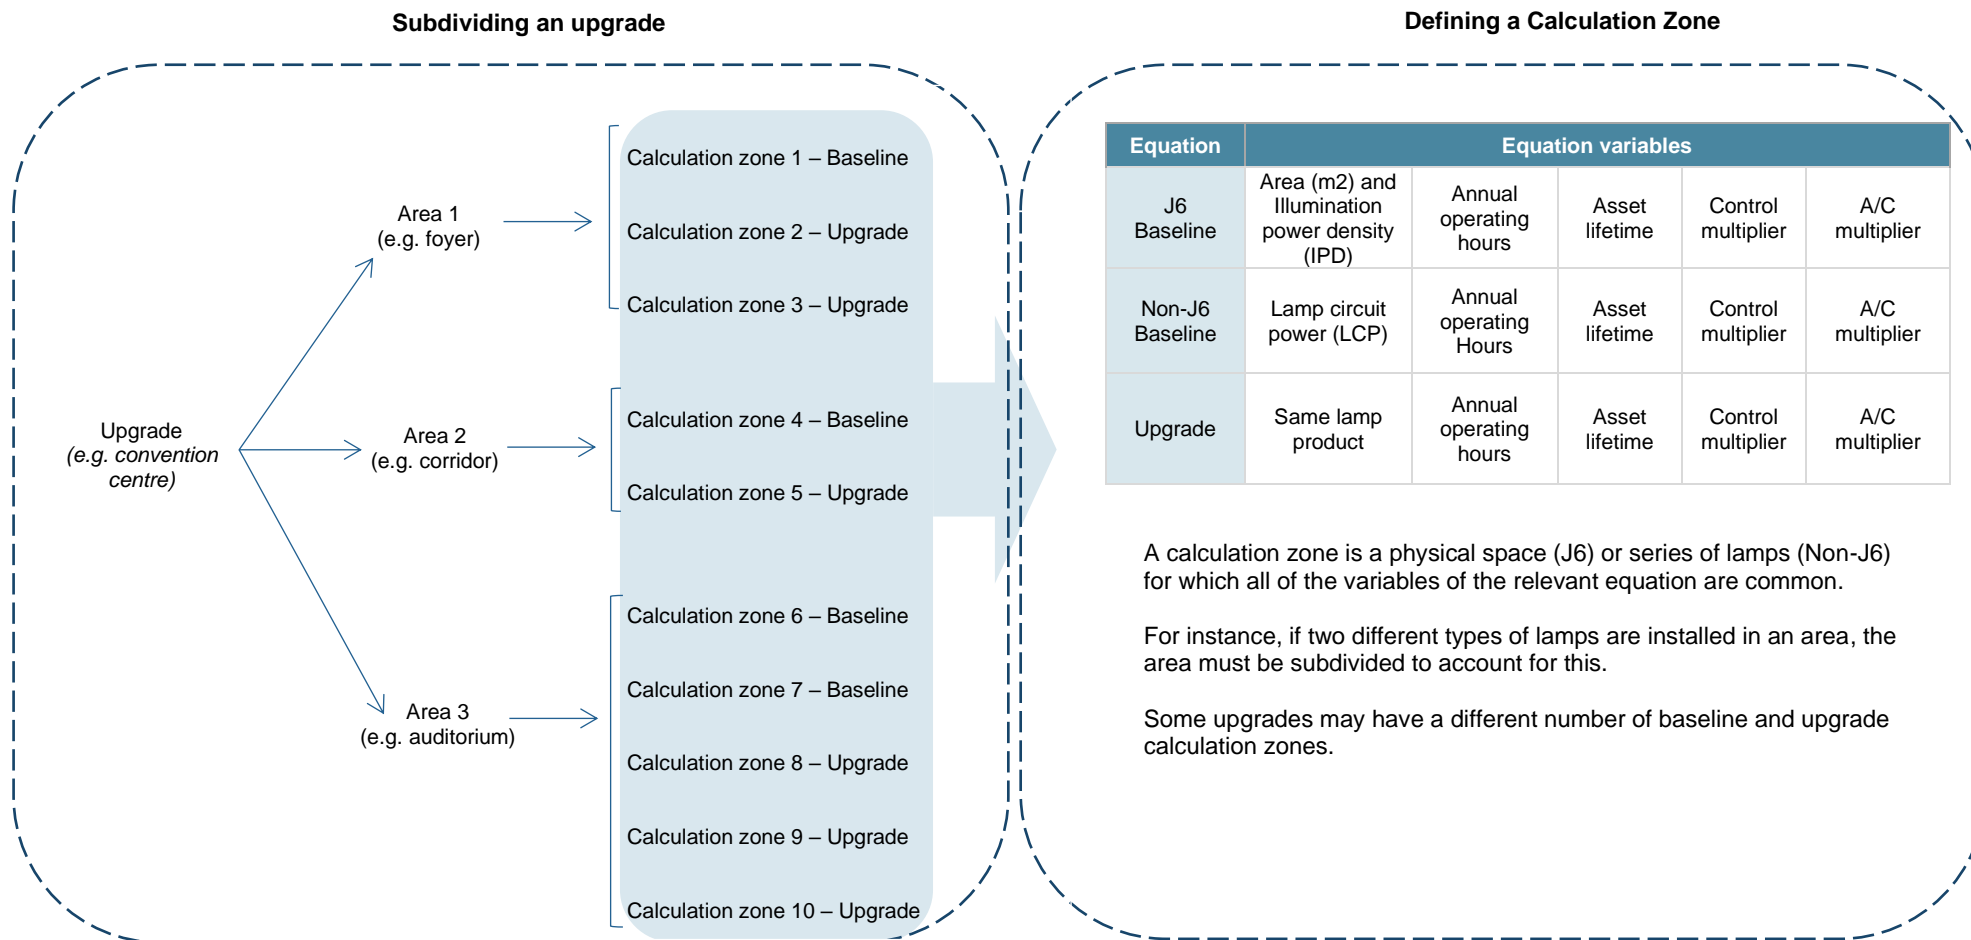 Subdividing an upgrade
Upgrade
(e.g. convention
centre)
Area 1
(e.g. foyer)
Area 2
(e.g. corridor)
Area 3
(e.g. auditorium)
Calculation zone 1 – Baseline
Calculation zone 2 – Upgrade
Calculation zone 3 – Upgrade
Calculation zone 4 – Baseline
Calculation zone 5 – Upgrade
Calculation zone 6 – Baseline
Calculation zone 7 – Baseline
Calculation zone 8 – Upgrade
Calculation zone 9 – Upgrade
Calculation zone 10 – Upgrade
Defining a Calculation Zone
Equation
Equation variables
J6
Baseline
Area (m2) and
Illumination
power density
(IPD)
Annual
operating
hours
Asset
lifetime
Control
multiplier
A/C
multiplier
Non-J6
Baseline
Lamp circuit
power (LCP)
Annual
operating
Hours
Asset
lifetime
Control
multiplier
A/C
multiplier
Upgrade
Same lamp
product
Annual
operating
hours
Asset
lifetime
Control
multiplier
A/C
multiplier
A calculation zone is a physical space (J6) or series of lamps (Non-J6)
for which all of the variables of the relevant equation are common.
For instance, if two different types of lamps are installed in an area, the
area must be subdivided to account for this.
Some upgrades may have a different number of baseline and upgrade
calculation zones.